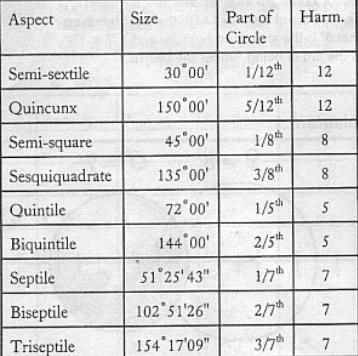 Aspect Size Part of Harm.
Circle
Semi-sextile 30°00' 1/12th 12
Quincunx 150°00' 5/12th 12
Semi-square 45°00' 1/8th 8
Sesquiquadrate 135°00' 3/8th 8
Quintile 72°00' 1/5th 5
Biquintile 144°00' 2/5th 5
Septile 51°25'43" 1/7th 7
Biseptile 102°51'26" 2/7th 7
Triseptile 154°17'09" 3/7th 7